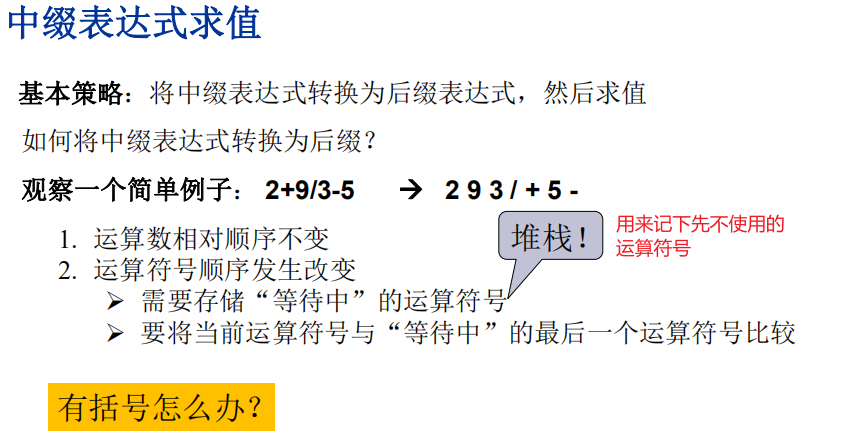 中缀表达式求值
基本策略：将中缀表达式转换为后缀表达式，然后求值
如何将中缀表达式转换为后缀？
观察一个简单例子： 2+9/3-5 → 2 9 3 / + 5 -
堆栈！
用来记下先不使用的
运算符号
1. 运算数相对顺序不变
2. 运算符号顺序发生改变
➢ 需要存储“等待中”的运算符号
➢ 要将当前运算符号与“等待中”的最后一个运算符号比较
有括号怎么办？